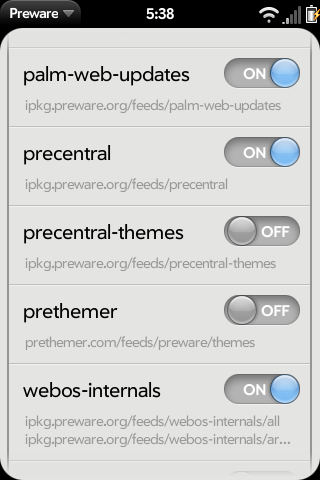 Preware
5:38
palm-web-updates
ON
ipkg.preware.org/feeds/palm-web-updates
precentral
ON
ipkg.preware.org/feeds/precentral
precentral-themes
OFF
ipkg.preware.org/feeds/precentral-themes
prethemer
OFF
prethemer.com/feeds/preware/themes
webos-internals
ON
ipkg.preware.org/feeds/webos-internals/all
ipkg.preware.org/feeds/webos-internals/ar...